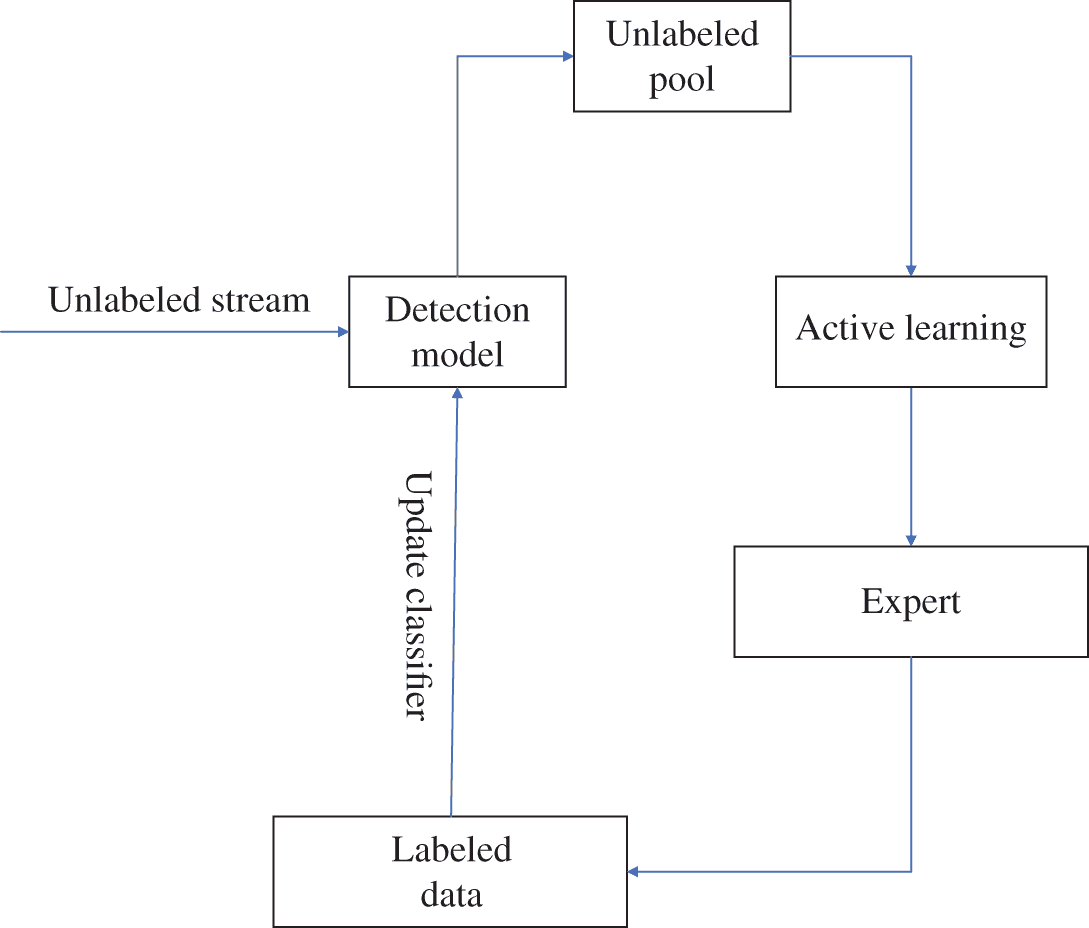 Unlabeled
pool
Unlabeled stream
Detection
model
Active learning
Update classifier
Expert
Labeled
data